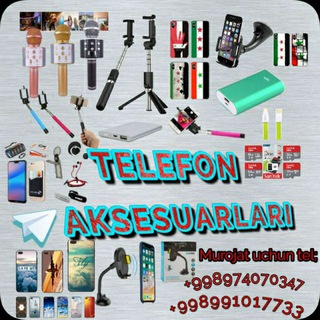 TELEFON
AKSESUARLARI
Murojat uchun tel;
+998974070347
+998991017733